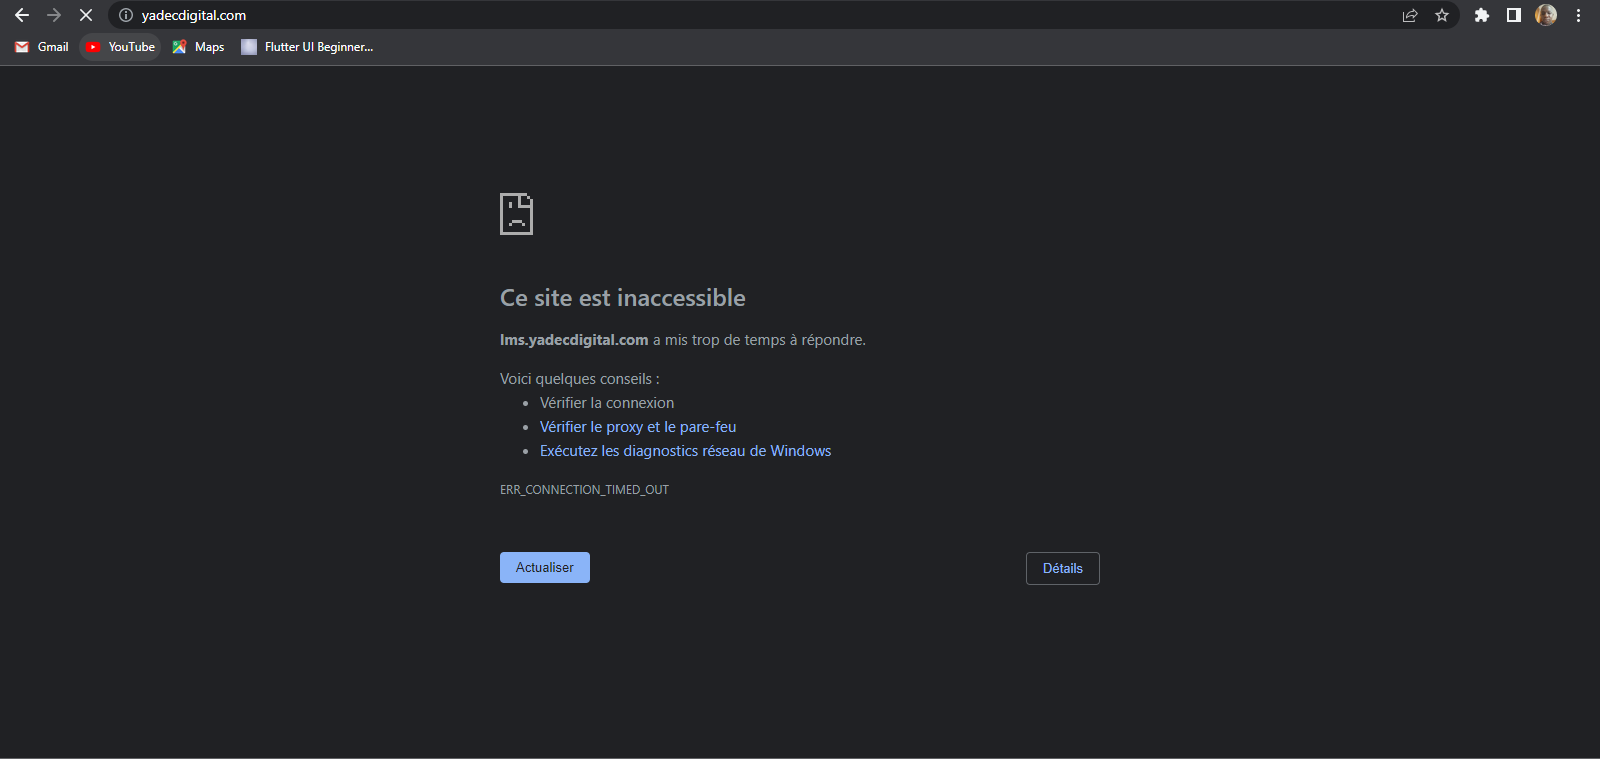 yadecdigital.com
Gmail YouTube Maps Flutter UI Beginner...
Ce site est inaccessible
lms.yadecdigital.com a mis trop de temps à répondre.
Voici quelques conseils :
• Vérifier la connexion
• Vérifier le proxy et le pare-feu
• Exécutez les diagnostics réseau de Windows
ERR_CONNECTION_TIMED_OUT
Actualiser Détails